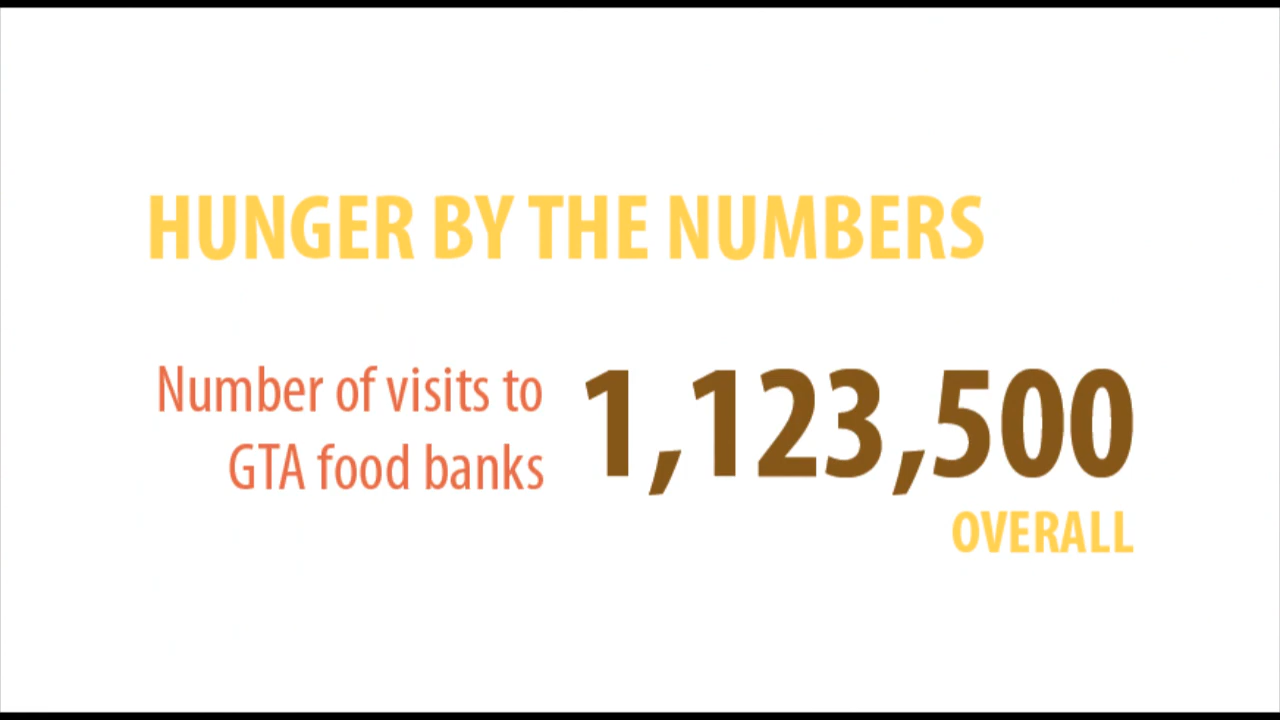 HUNGER BY THE NUMBERS
Number of visits to
GTA food banks
1,123,500
OVERALL